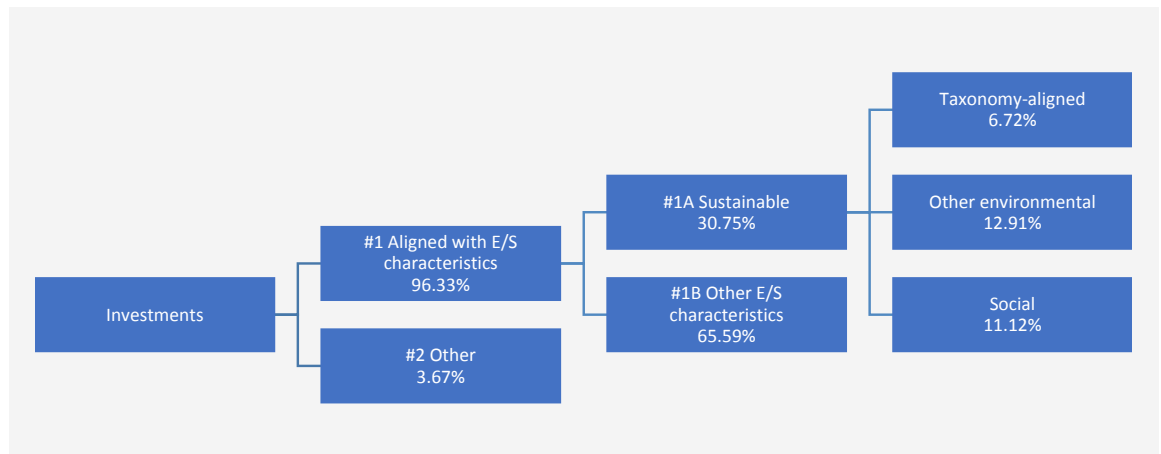 Investments
#1 Aligned with E/S
characteristics
96.33%
#2 Other
3.67%
#1A Sustainable
30.75%
#1B Other E/S
characteristics
65.59%
Taxonomy-aligned
6.72%
Other environmental
12.91%
Social
11.12%